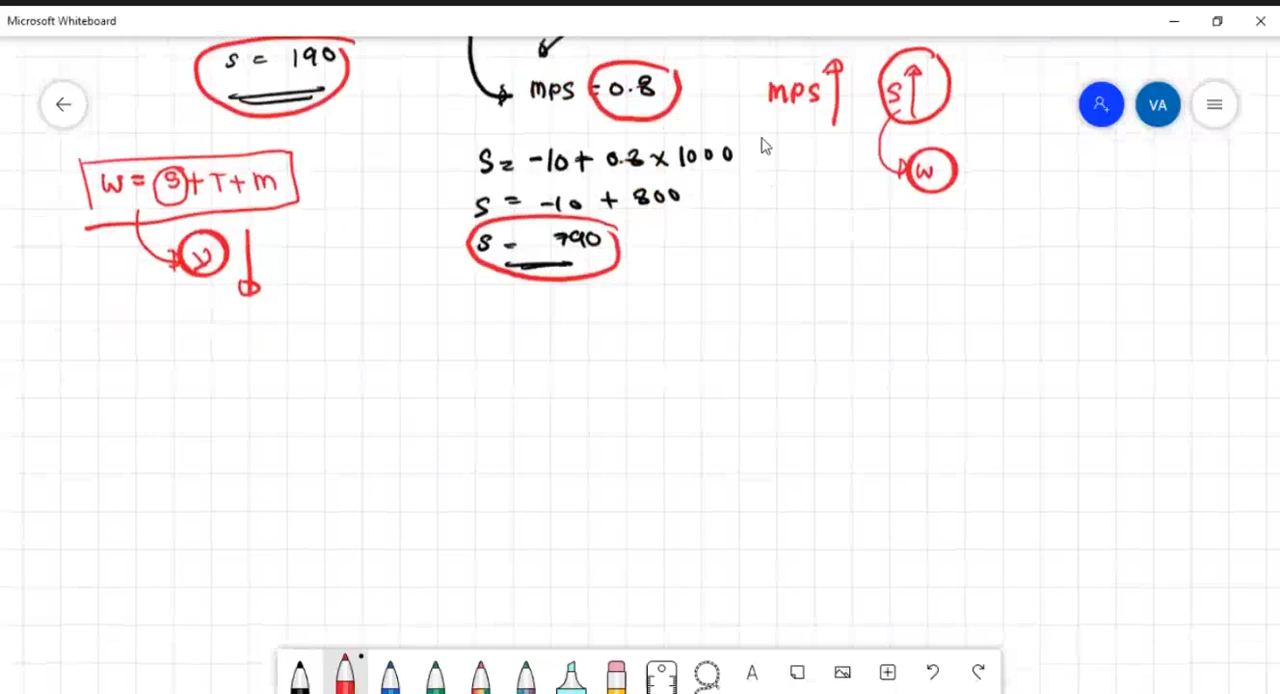 Microsoft Whiteboard
S = 190
MPS = 0.8
MPS ↑ S ↑
VA
W
S = -10 + 0.8 × 1000
W = S + T + M
S = -10 + 800
S = 790
Y ↓
A